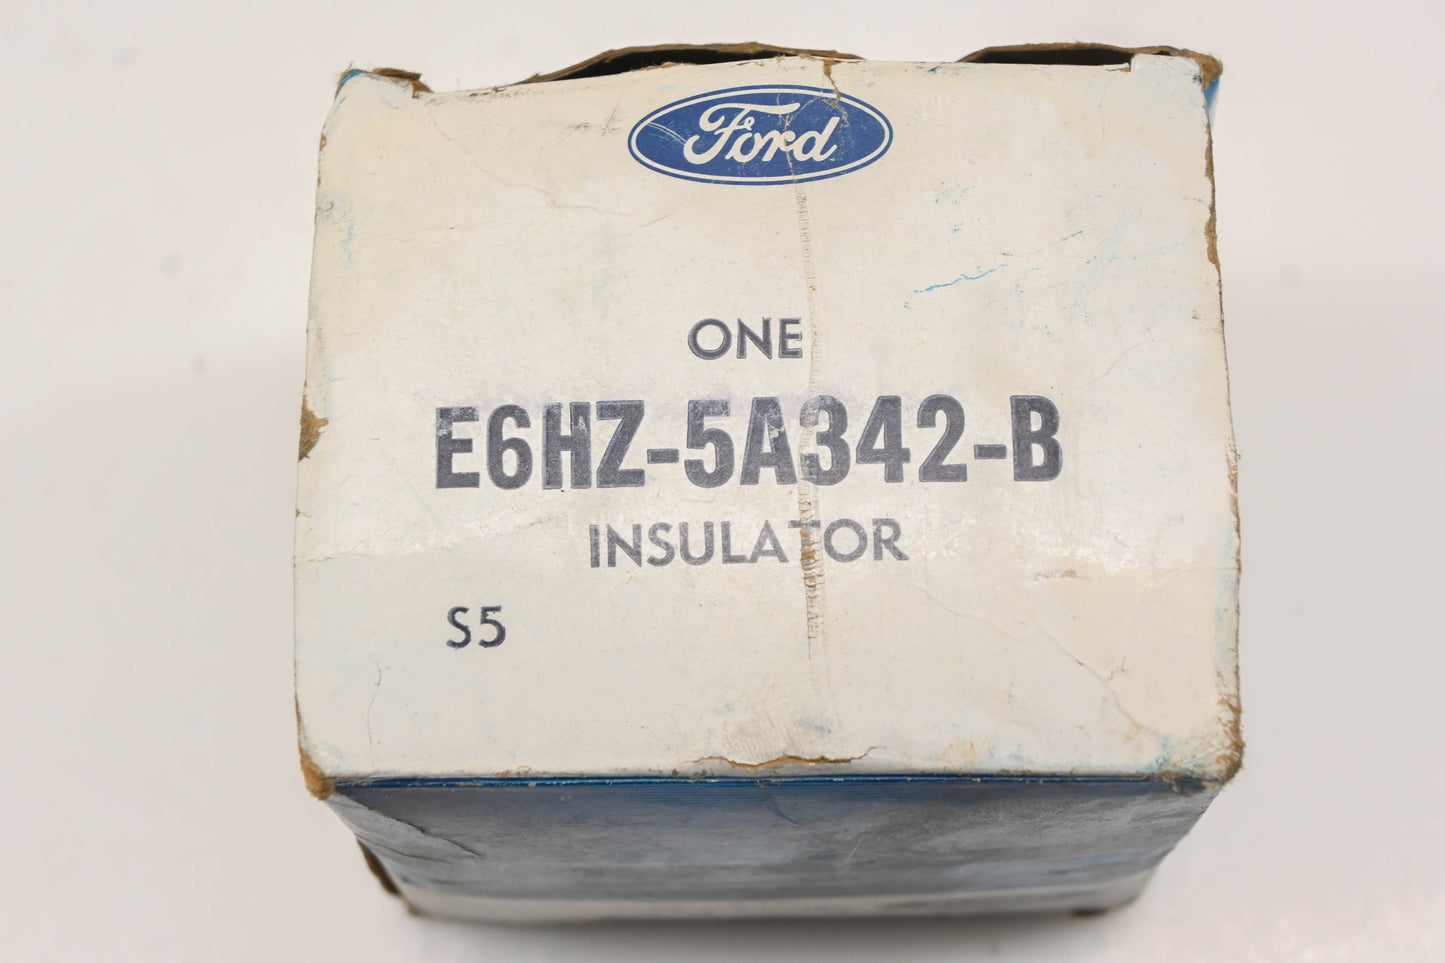 Ford
ONE
E6HZ-5A342-B
INSULATOR
S5